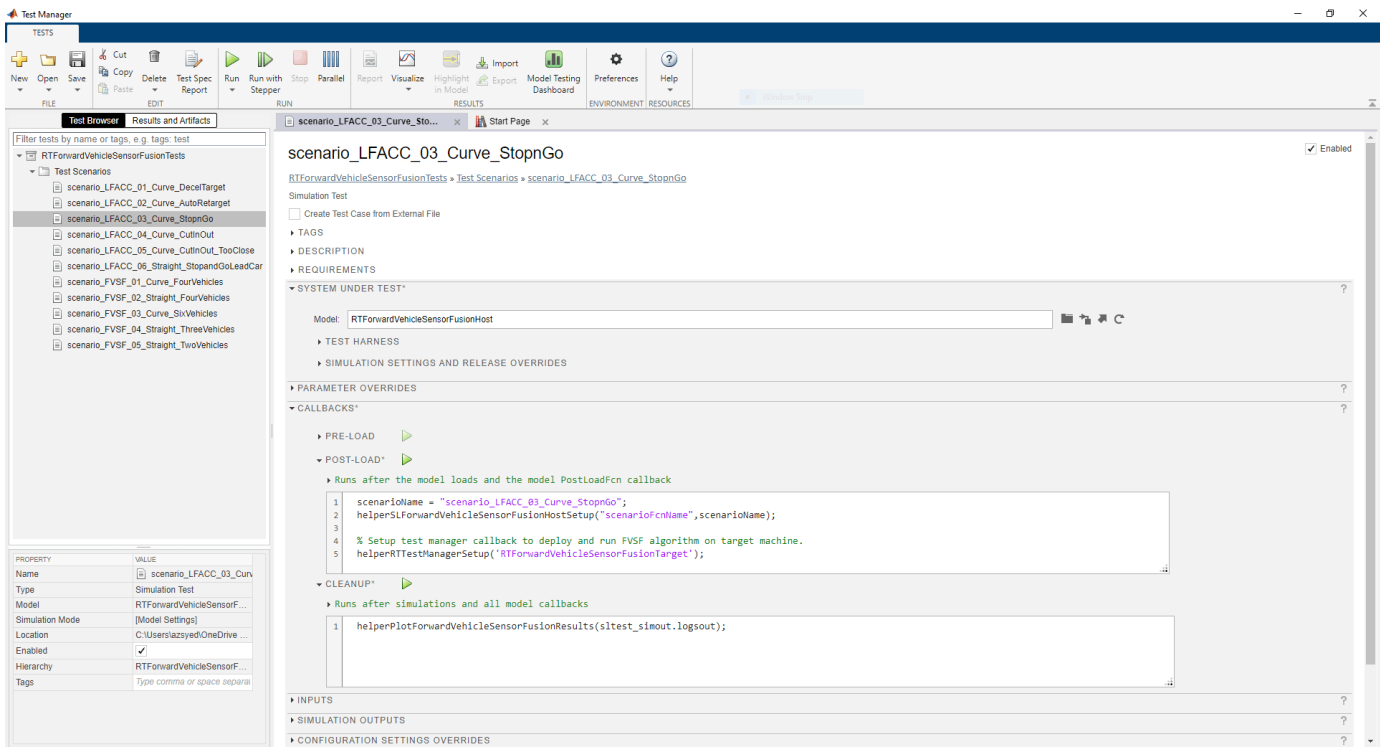 Test Manager
TESTS
New Open Save Cut Copy Paste Delete Test Spec Report Run Run with Stepper Stop Parallel Report Visualize Highlight in Model Import Export Model Testing Dashboard Preferences Help
FILE EDIT RUN RESULTS ENVIRONMENT RESOURCES
Test Browser Results and Artifacts
scenario_LFACC_03_Curve_Sto... × Start Page ×
Filter tests by name or tags, e.g. tags: test
RTForwardVehicleSensorFusionTests
Test Scenarios
scenario_LFACC_01_Curve_DecelTarget
scenario_LFACC_02_Curve_AutoRetarget
scenario_LFACC_03_Curve_StopnGo
scenario_LFACC_04_Curve_CutInOut
scenario_LFACC_05_Curve_CutInOut_TooClose
scenario_LFACC_06_Straight_StopandGoLeadCar
scenario_FVSF_01_Curve_FourVehicles
scenario_FVSF_02_Straight_FourVehicles
scenario_FVSF_03_Curve_SixVehicles
scenario_FVSF_04_Straight_ThreeVehicles
scenario_FVSF_05_Straight_TwoVehicles
PROPERTY VALUE
Name scenario_LFACC_03_Curv
Type Simulation Test
Model RTForwardVehicleSensorF...
Simulation Mode [Model Settings]
Location C:\Users\azsyed\OneDrive ...
Enabled
Hierarchy RTForwardVehicleSensorF...
Tags Type comma or space separat
scenario_LFACC_03_Curve_StopnGo
Enabled
RTForwardVehicleSensorFusionTests » Test Scenarios » scenario_LFACC_03_Curve_StopnGo
Simulation Test
Create Test Case from External File
TAGS
DESCRIPTION
REQUIREMENTS
SYSTEM UNDER TEST* ?
Model: RTForwardVehicleSensorFusionHost
TEST HARNESS
SIMULATION SETTINGS AND RELEASE OVERRIDES
PARAMETER OVERRIDES ?
CALLBACKS* ?
PRE-LOAD
POST-LOAD*
Runs after the model loads and the model PostLoadFcn callback
1 scenarioName = "scenario_LFACC_03_Curve_StopnGo";
2 helperSLForwardVehicleSensorFusionHostSetup("scenarioFcnName",scenarioName);
3
4 % Setup test manager callback to deploy and run FVSF algorithm on target machine.
5 helperRTTestManagerSetup('RTForwardVehicleSensorFusionTarget');
CLEANUP*
Runs after simulations and all model callbacks
1 helperPlotForwardVehicleSensorFusionResults(sltest_simout.logsout);
INPUTS ?
SIMULATION OUTPUTS ?
CONFIGURATION SETTINGS OVERRIDES ?